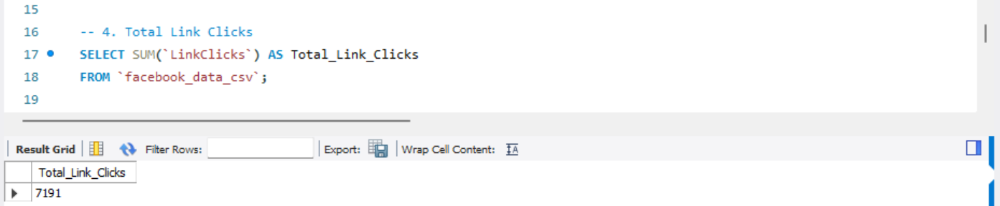 15
16 -- 4. Total Link Clicks
17 SELECT SUM(`LinkClicks`) AS Total_Link_Clicks
18 FROM `facebook_data_csv`;
19
Result Grid Filter Rows: Export: Wrap Cell Content: IA
Total_Link_Clicks
7191